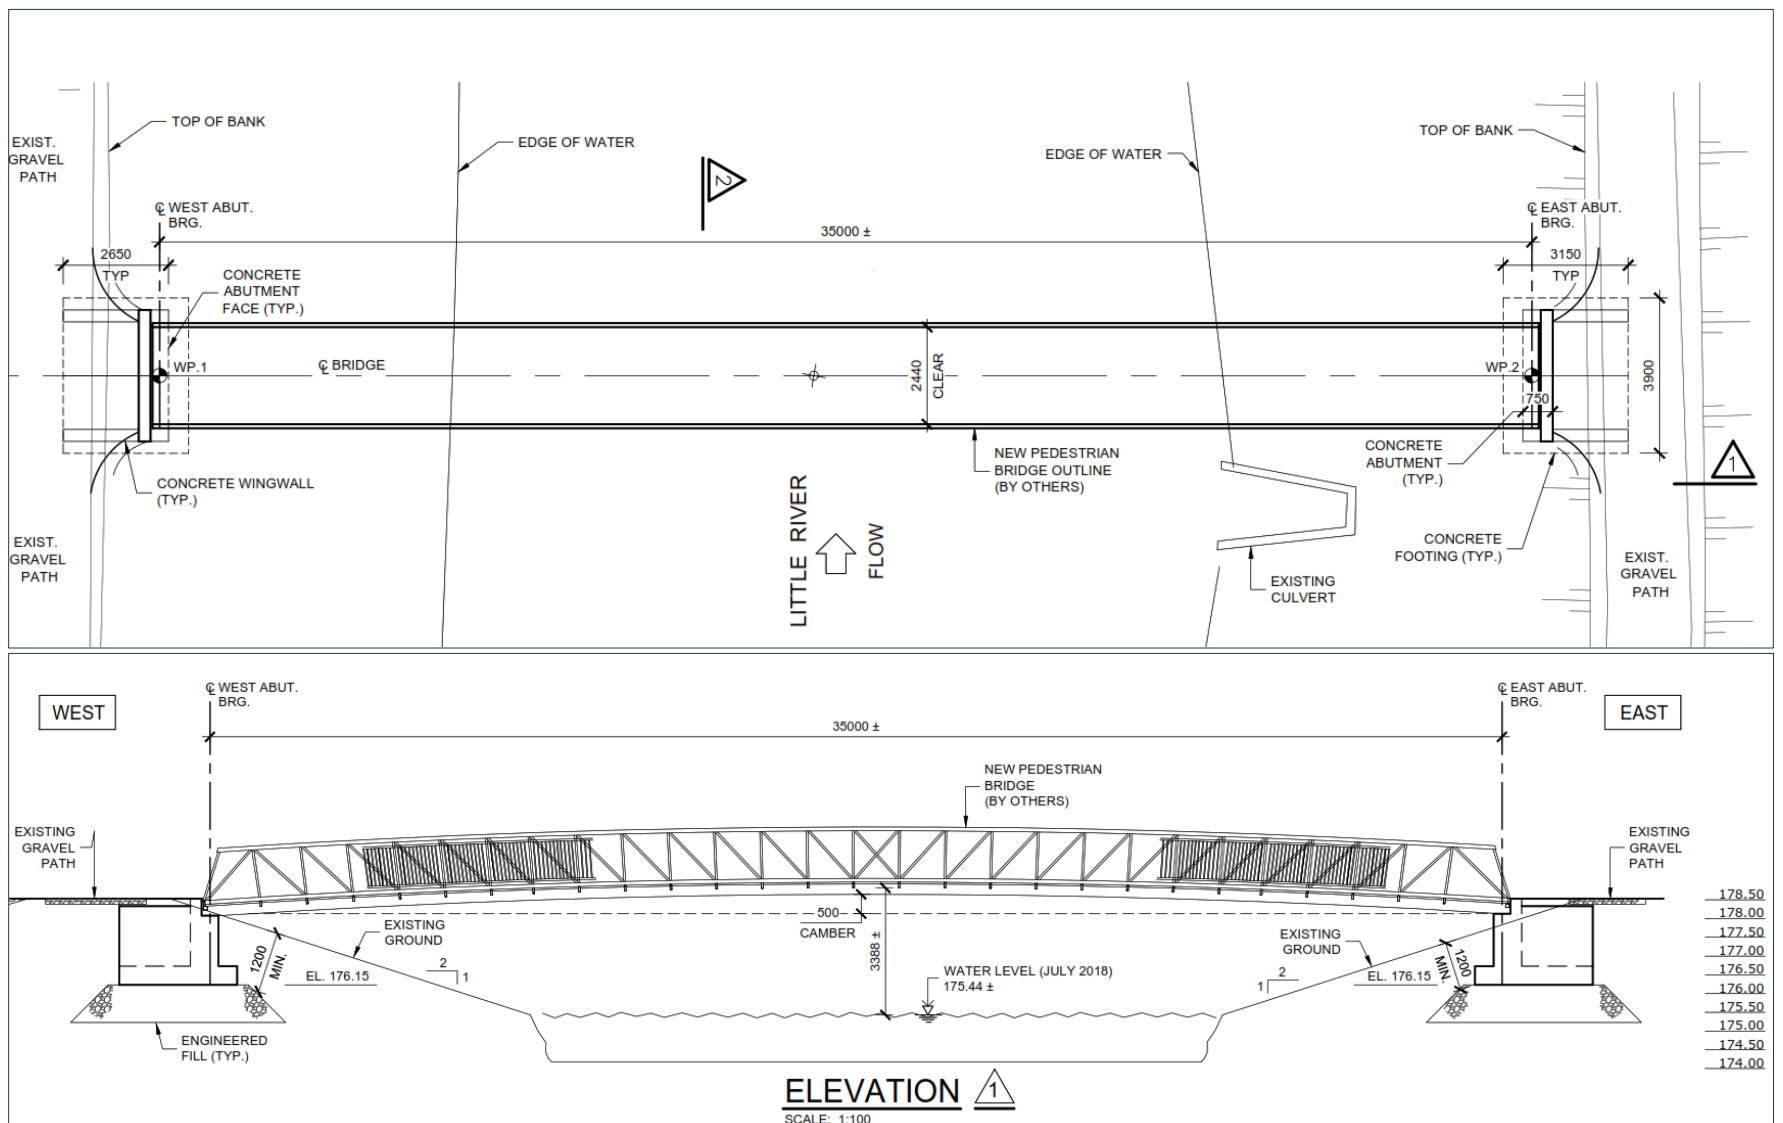 TOP OF BANK
EXIST.
GRAVEL
PATH
EDGE OF WATER
2
EDGE OF WATER
TOP OF BANK
℄ WEST ABUT.
BRG.
℄ EAST ABUT.
BRG.
35000 ±
2650
TYP
3150
TYP
CONCRETE
ABUTMENT
FACE (TYP.)
WP.1
℄ BRIDGE
2440
CLEAR
WP.2
750
3900
CONCRETE
ABUTMENT
(TYP.)
NEW PEDESTRIAN
BRIDGE OUTLINE
(BY OTHERS)
1
CONCRETE WINGWALL
(TYP.)
LITTLE RIVER
FLOW
EXIST.
GRAVEL
PATH
CONCRETE
FOOTING (TYP.)
EXISTING
CULVERT
EXIST.
GRAVEL
PATH
WEST
℄ WEST ABUT.
BRG.
℄ EAST ABUT.
BRG.
EAST
35000 ±
NEW PEDESTRIAN
BRIDGE
(BY OTHERS)
EXISTING
GRAVEL
PATH
EXISTING
GRAVEL
PATH
500
CAMBER
3388 ±
EXISTING
GROUND
EXISTING
GROUND
1200
MIN.
EL. 176.15
2
1
WATER LEVEL (JULY 2018)
175.44 ±
2
1
EL. 176.15
1200
MIN.
178.50
178.00
177.50
177.00
176.50
176.00
175.50
175.00
174.50
174.00
ENGINEERED
FILL (TYP.)
ELEVATION 1
SCALE: 1:100